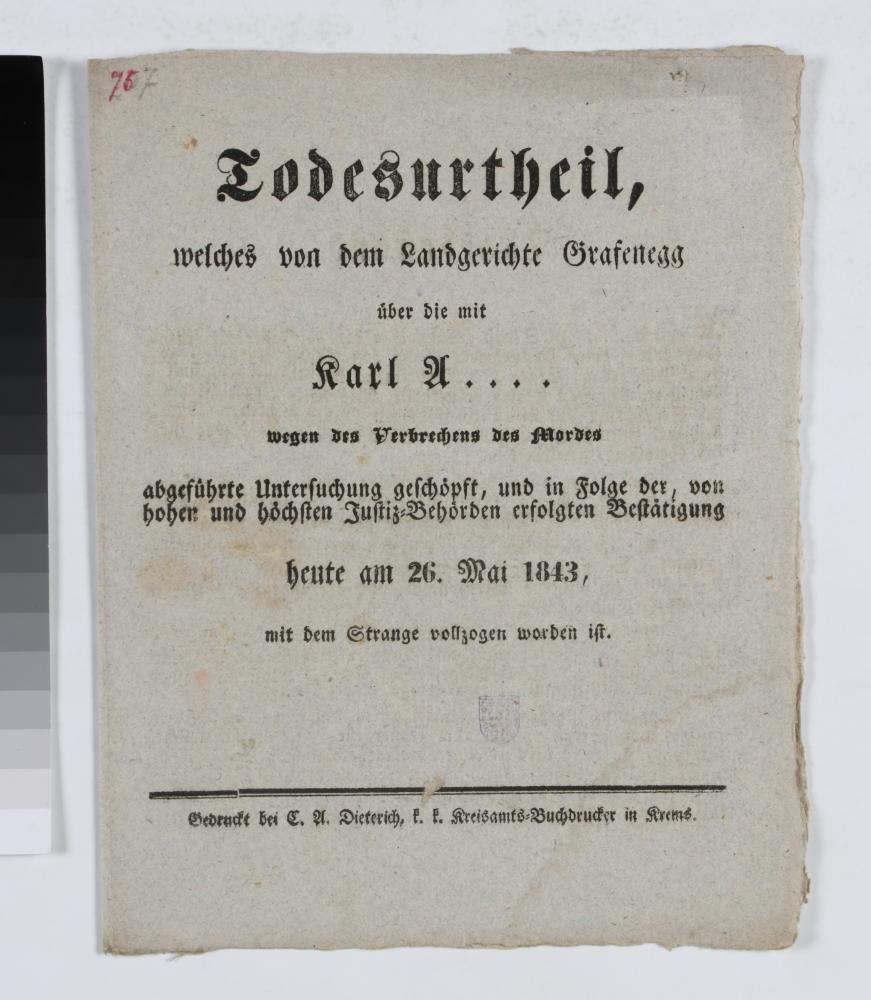 757
Todesurtheil,
welches von dem Landgerichte Grafenegg
über die mit
Karl A....
wegen des Verbrechens des Mordes
abgeführte Untersuchung geschöpft, und in Folge der, von
hohen und höchsten Justiz-Behörden erfolgten Bestätigung
heute am 26. Mai 1843,
mit dem Strange vollzogen worden ist.
Gedruckt bei C. A. Dieterich, k. k. Kreisamts-Buchdrucker in Krems.